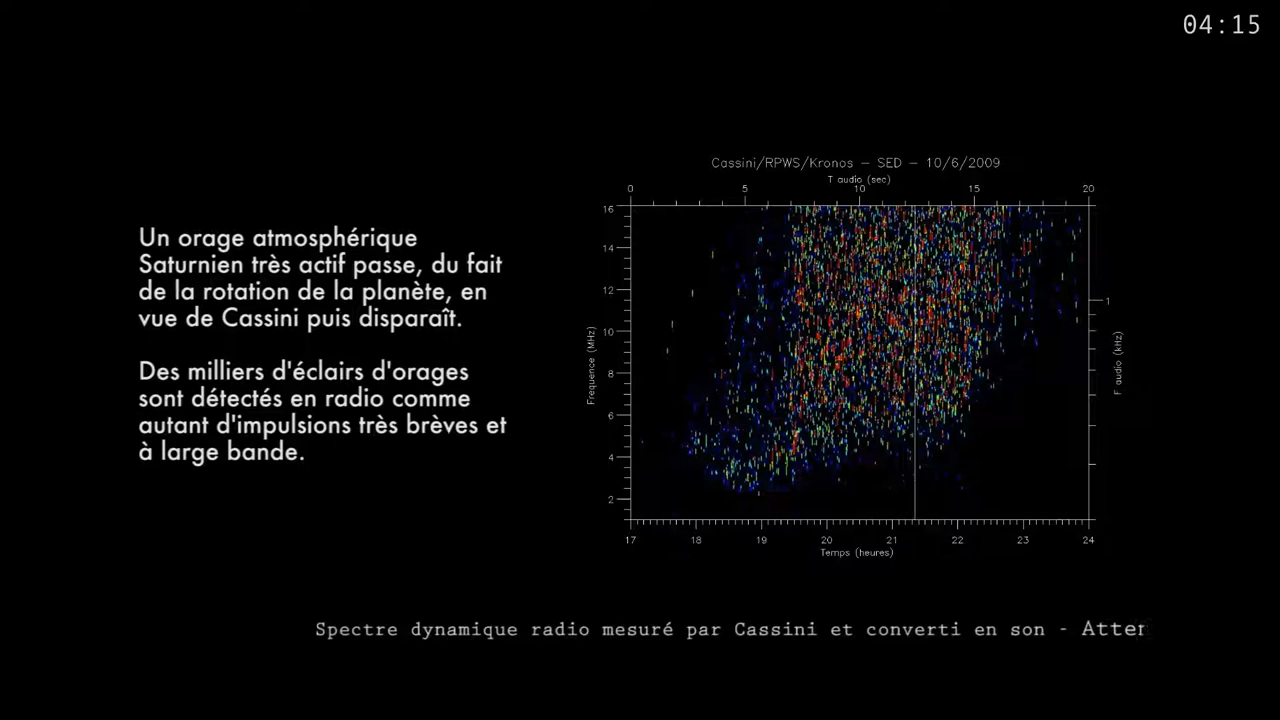 04:15
Cassini/RPWS/Kronos – SED – 10/6/2009
T audio (sec)
0 5 10 15 20
Un orage atmosphérique
Saturnien très actif passe, du fait
de la rotation de la planète, en
vue de Cassini puis disparaît.
Des milliers d'éclairs d'orages
sont détectés en radio comme
autant d'impulsions très brèves et
à large bande.
Frequence (MHz)
16
14
12
10
8
6
4
2
1
F audio (kHz)
17 18 19 20 21 22 23 24
Temps (heures)
Spectre dynamique radio mesuré par Cassini et converti en son - Atter